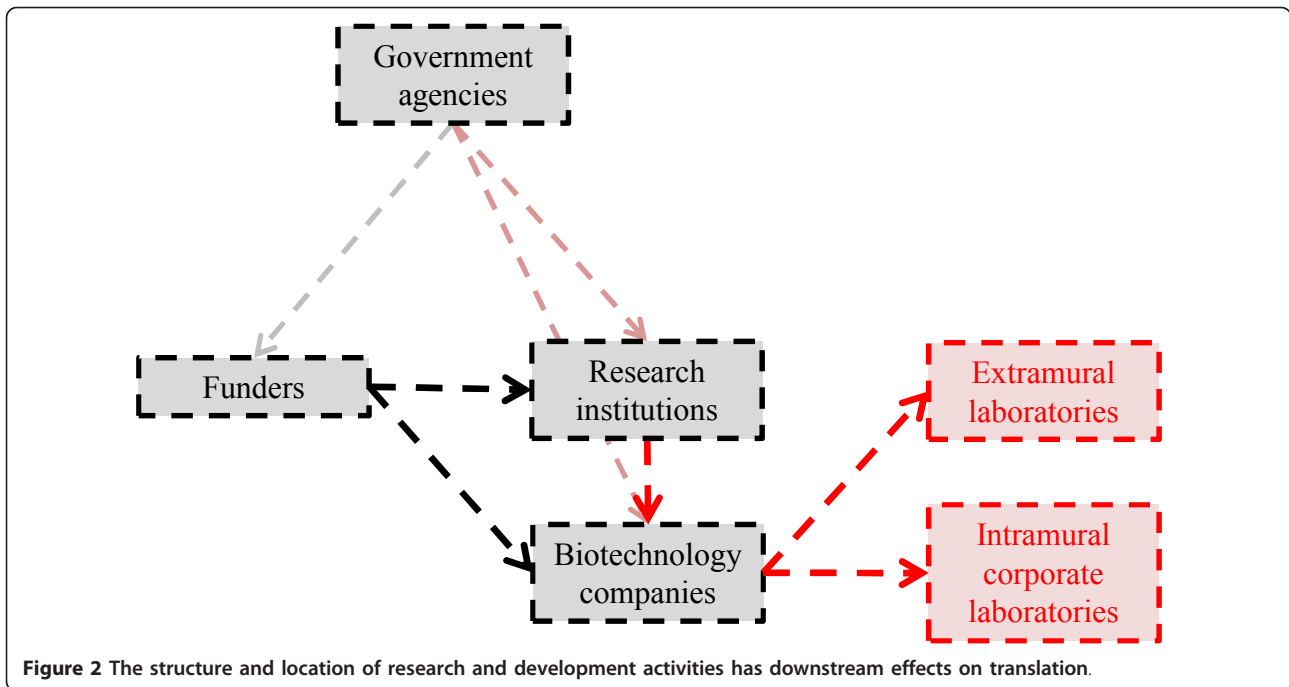 Government
agencies
Funders
Research
institutions
Extramural
laboratories
Biotechnology
companies
Intramural
corporate
laboratories
Figure 2 The structure and location of research and development activities has downstream effects on translation.